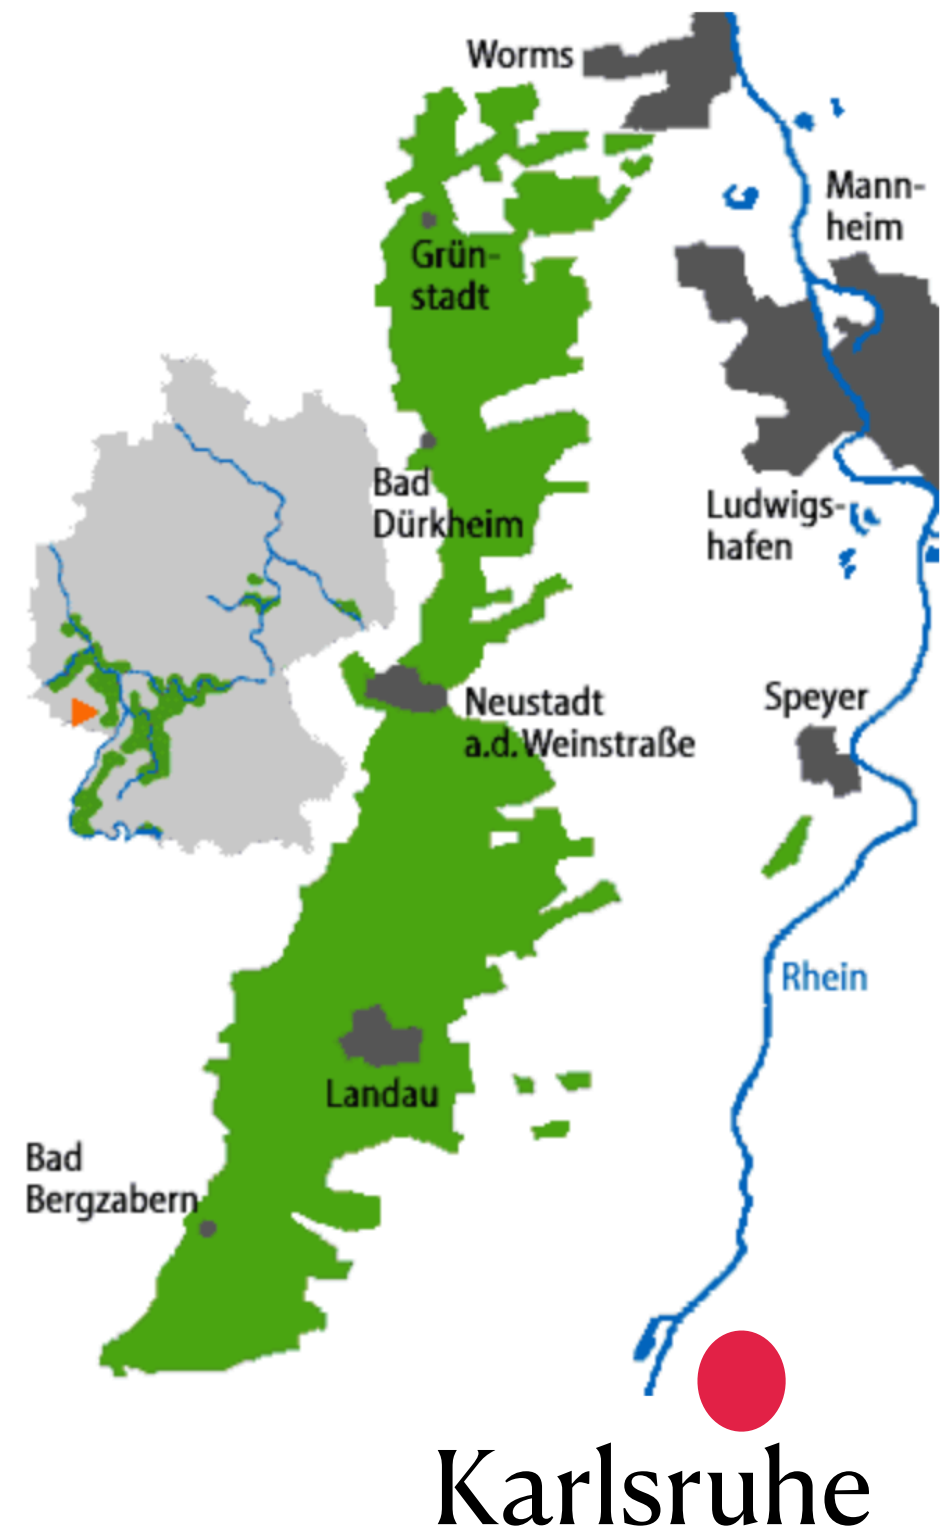 Worms
Mann-
heim
Grün-
stadt
Bad
Dürkheim
Ludwigs-
hafen
Neustadt
a.d.Weinstraße
Speyer
Rhein
Landau
Bad
Bergzabern
Karlsruhe